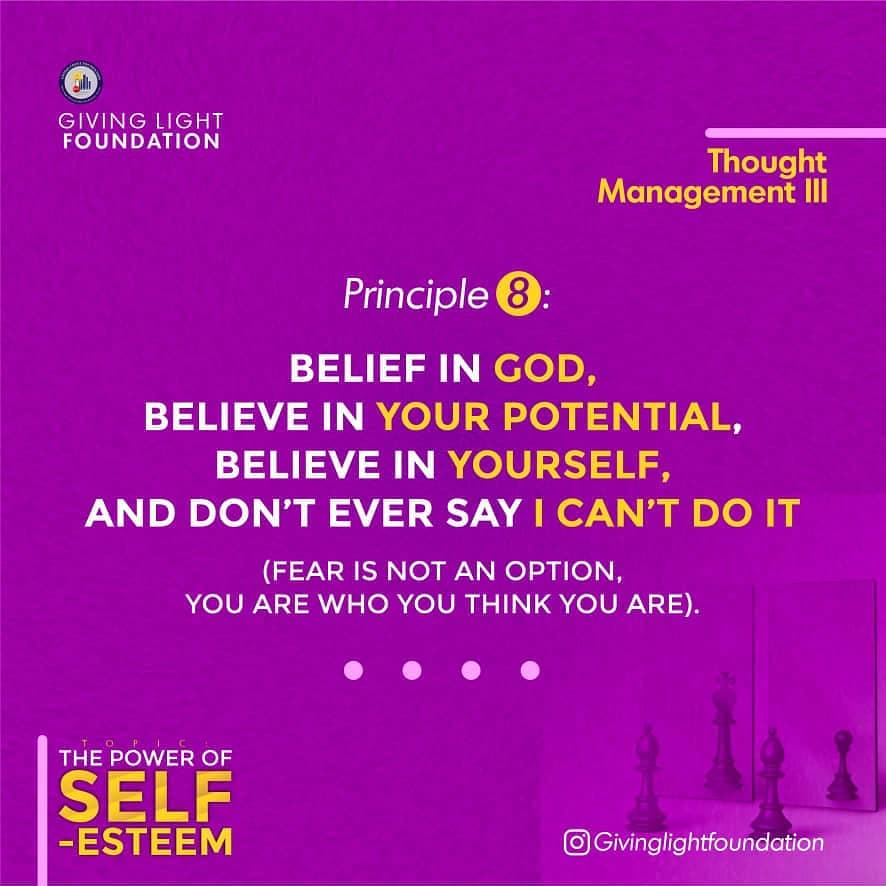 GIVING LIGHT
FOUNDATION
Thought
Management III
Principle 8:
BELIEF IN GOD,
BELIEVE IN YOUR POTENTIAL,
BELIEVE IN YOURSELF,
AND DON'T EVER SAY I CAN'T DO IT
(FEAR IS NOT AN OPTION,
YOU ARE WHO YOU THINK YOU ARE).
TOPIC:
THE POWER OF
SELF
-ESTEEM
Givinglightfoundation